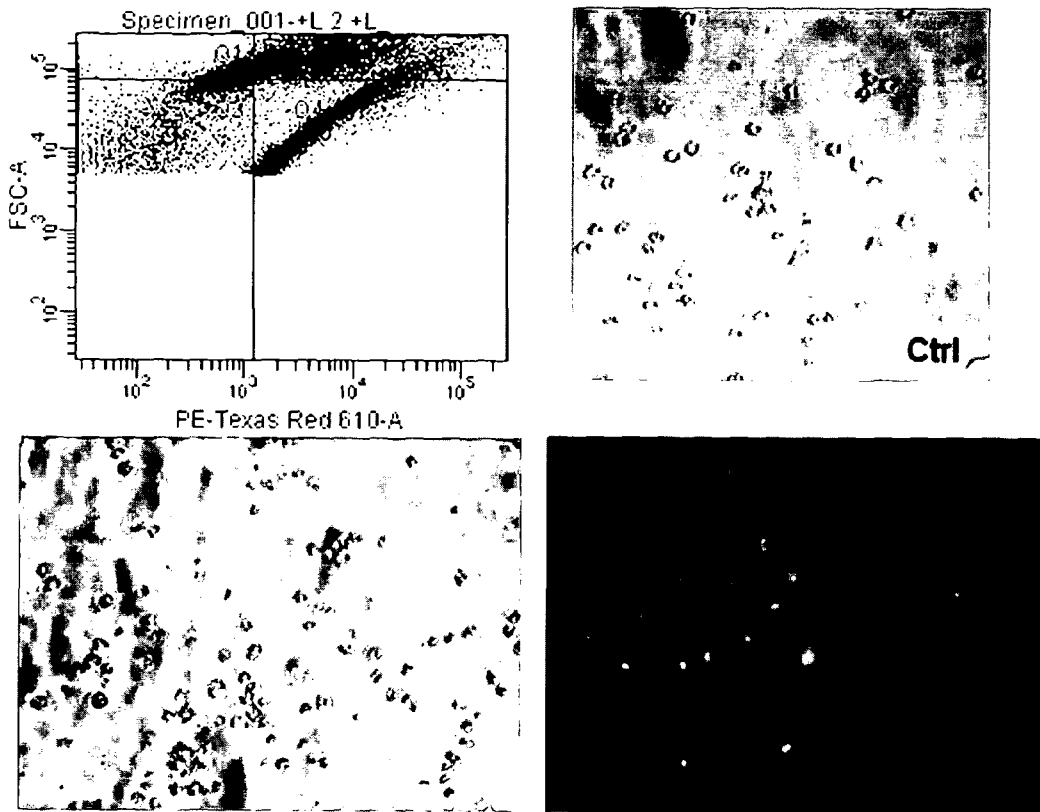 Specimen_001-+L 2 +L
Q1
10^5
Q4
10^4
FSC-A
10^3
10^2
10^2 10^3 10^4 10^5
PE-Texas Red 610-A
Ctrl